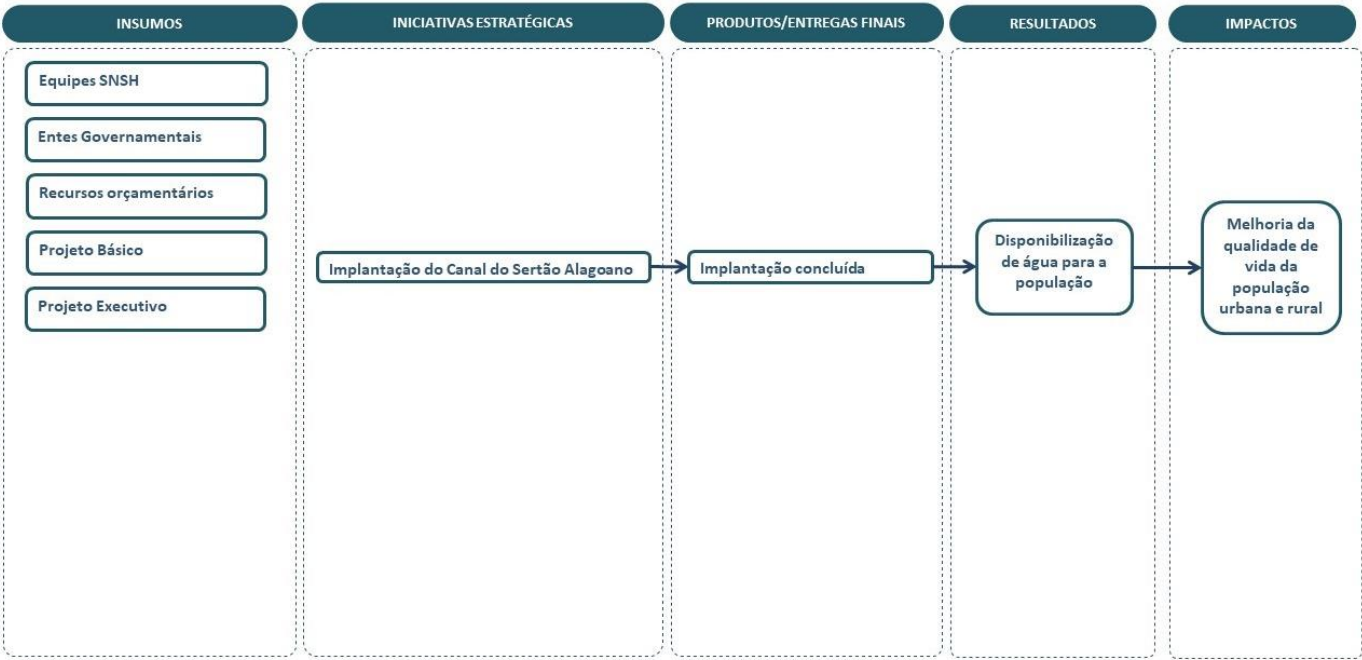 INSUMOS
INICIATIVAS ESTRATÉGICAS
PRODUTOS/ENTREGAS FINAIS
RESULTADOS
IMPACTOS
Equipes SNSH
Entes Governamentais
Recursos orçamentários
Projeto Básico
Projeto Executivo
Implantação do Canal do Sertão Alagoano
Implantação concluída
Disponibilização
de água para a
população
Melhoria da
qualidade de
vida da
população
urbana e rural